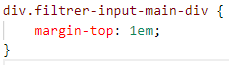 div.filtrer-input-main-div {
    margin-top: 1em;
}